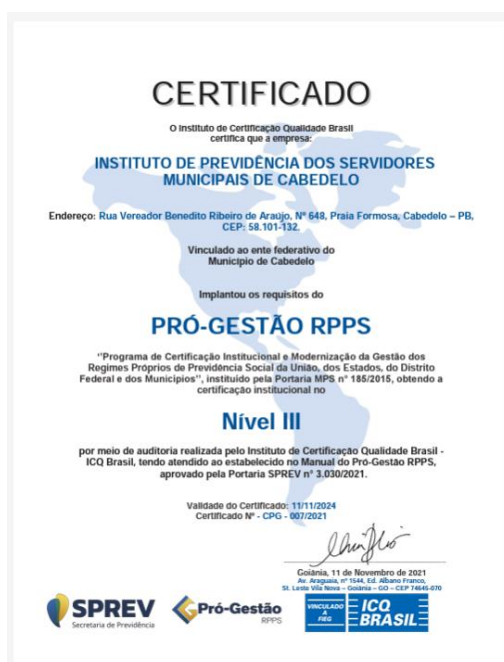 CERTIFICADO
O Instituto de Certificação Qualidade Brasil
certifica que a empresa:
INSTITUTO DE PREVIDÊNCIA DOS SERVIDORES
MUNICIPAIS DE CABEDELO
Endereço: Rua Vereador Benedito Ribeiro de Araújo, Nº 648, Praia Formosa, Cabedelo – PB,
CEP: 58.101-132.
Vinculado ao ente federativo do
Município de Cabedelo
Implantou os requisitos do
PRÓ-GESTÃO RPPS
"Programa de Certificação Institucional e Modernização da Gestão dos
Regimes Próprios de Previdência Social da União, dos Estados, do Distrito
Federal e dos Municípios", instituído pela Portaria MPS n° 185/2015, obtendo a
certificação institucional no
Nível III
por meio de auditoria realizada pelo Instituto de Certificação Qualidade Brasil -
ICQ Brasil, tendo atendido ao estabelecido no Manual do Pró-Gestão RPPS,
aprovado pela Portaria SPREV n° 3.030/2021.
Validade do Certificado: 11/11/2024
Certificado Nº - CPG - 007/2021
Goiânia, 11 de Novembro de 2021
Av. Araguaia, n° 1544, Ed. Albano Franco,
St. Leste Vila Nova – Goiânia – GO – CEP 74645-070
SPREV
Secretaria de Previdência
Pró-Gestão
RPPS
VINCULADO
A
FIEG
ICQ
BRASIL